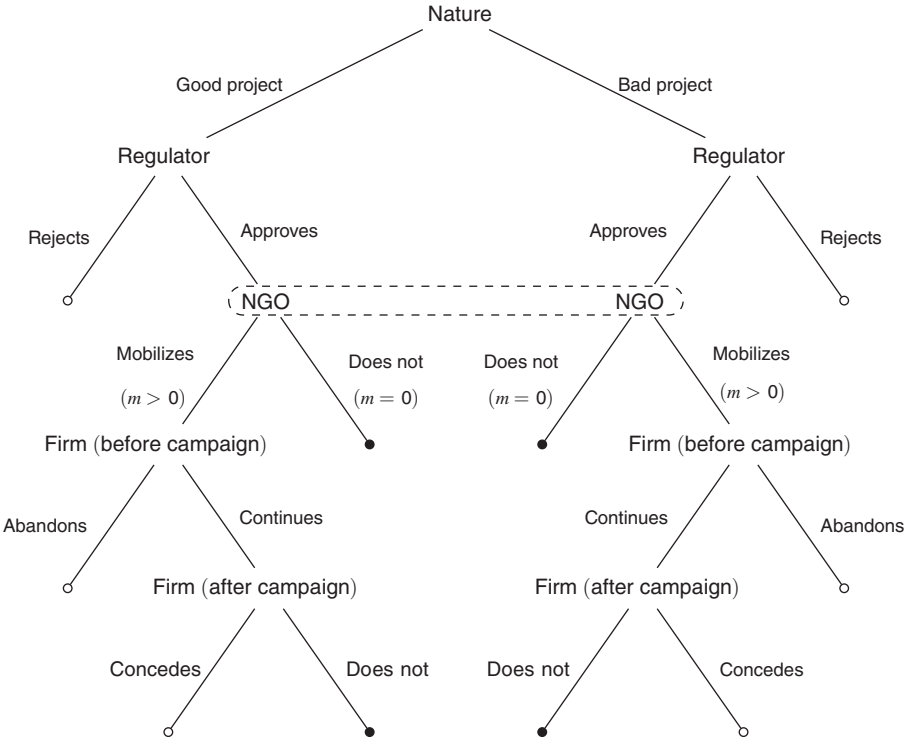 Nature
Good project Bad project
Regulator Regulator
Rejects Approves Approves Rejects
NGO NGO
Mobilizes Does not Does not Mobilizes
(m > 0) (m = 0) (m = 0) (m > 0)
Firm (before campaign) Firm (before campaign)
Abandons Continues Continues Abandons
Firm (after campaign) Firm (after campaign)
Concedes Does not Does not Concedes